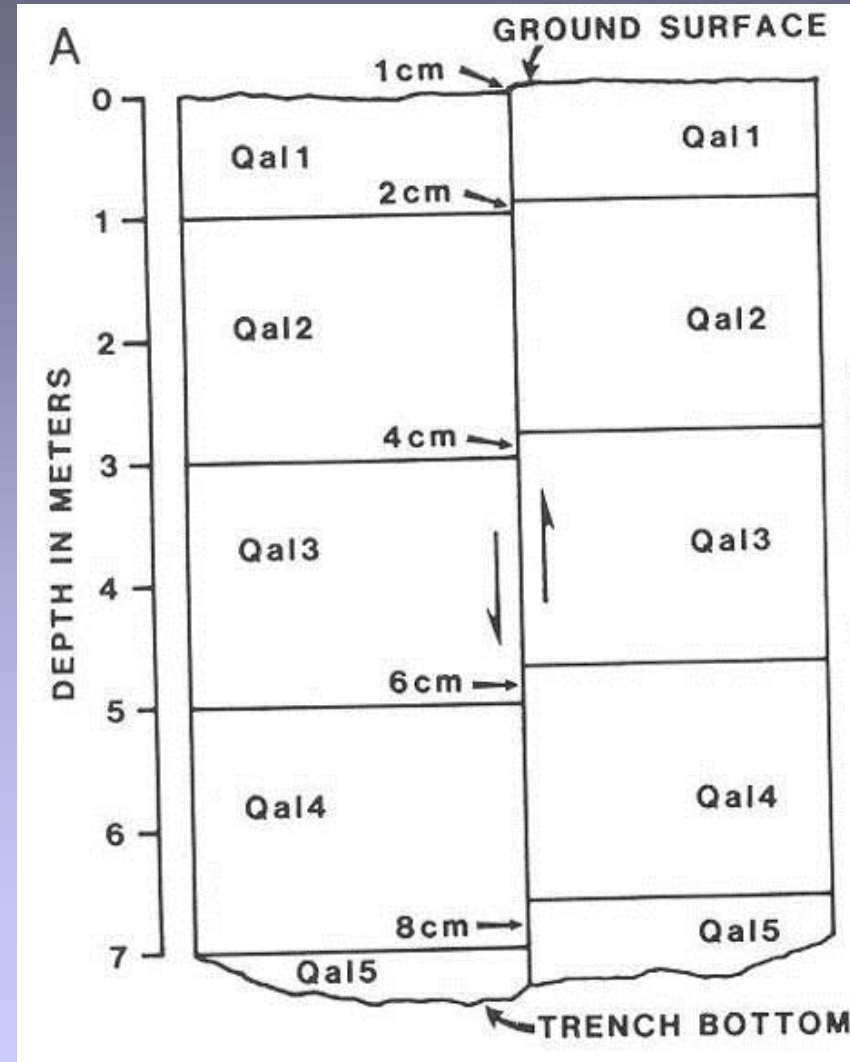 A
GROUND SURFACE
1cm
0
Qal1
Qal1
2cm
1
Qal2
Qal2
2
4cm
3
DEPTH IN METERS
Qal3
Qal3
4
6cm
5
Qal4
Qal4
6
8cm
7
Qal5
Qal5
TRENCH BOTTOM